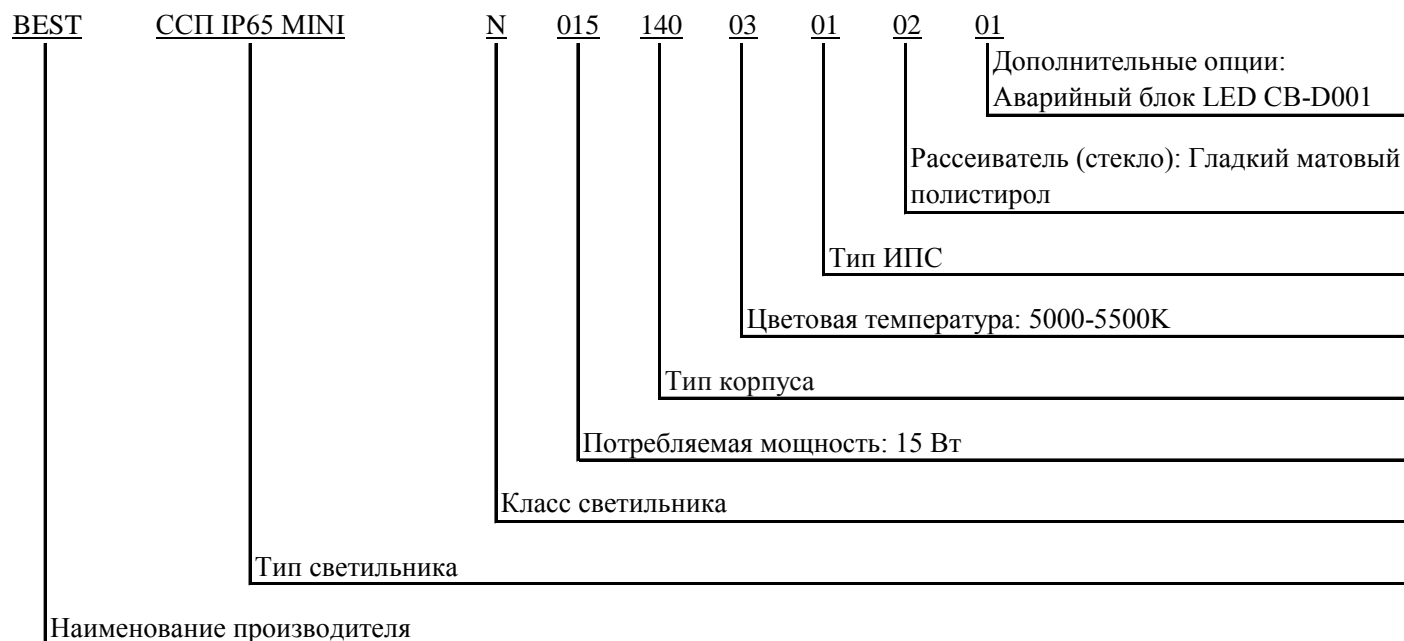 BEST ССП IP65 MINI N 015 140 03 01 02 01
Дополнительные опции:
Аварийный блок LED CB-D001
Рассеиватель (стекло): Гладкий матовый
полистирол
Тип ИПС
Цветовая температура: 5000-5500K
Тип корпуса
Потребляемая мощность: 15 Вт
Класс светильника
Тип светильника
Наименование производителя